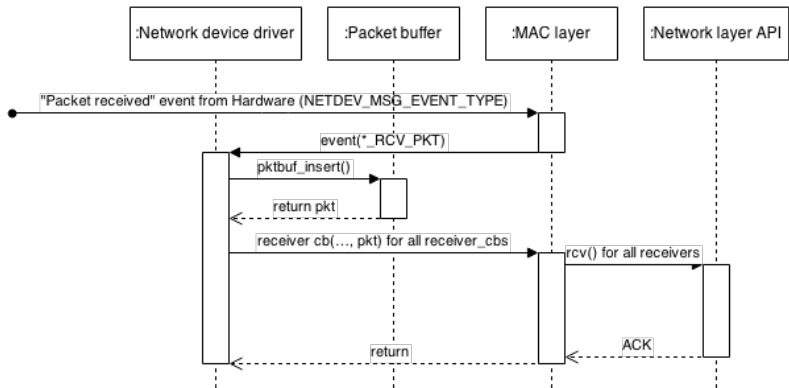 :Network device driver
:Packet buffer
:MAC layer
:Network layer API
"Packet received" event from Hardware (NETDEV_MSG_EVENT_TYPE)
event(*_RCV_PKT)
pktbuf_insert()
return pkt
receiver cb(..., pkt) for all receiver_cbs
rcv() for all receivers
ACK
return